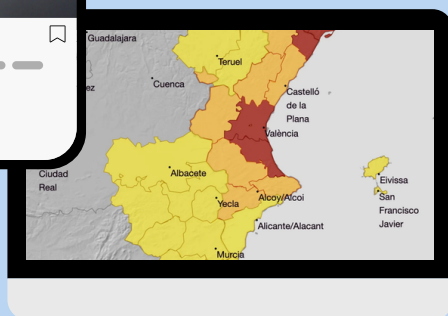 Guadalajara
Teruel
ez
Cuenca
Castelló
de la
Plana
València
Ciudad
Real
Albacete
Eivissa
Yecla
Alcoy/Alcoi
San
Francisco
Javier
Alicante/Alacant
Murcia